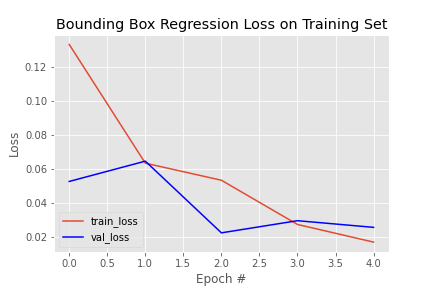 Bounding Box Regression Loss on Training Set
Loss
0.12
0.10
0.08
0.06
0.04
0.02
train_loss
val_loss
0.0 0.5 1.0 1.5 2.0 2.5 3.0 3.5 4.0
Epoch #